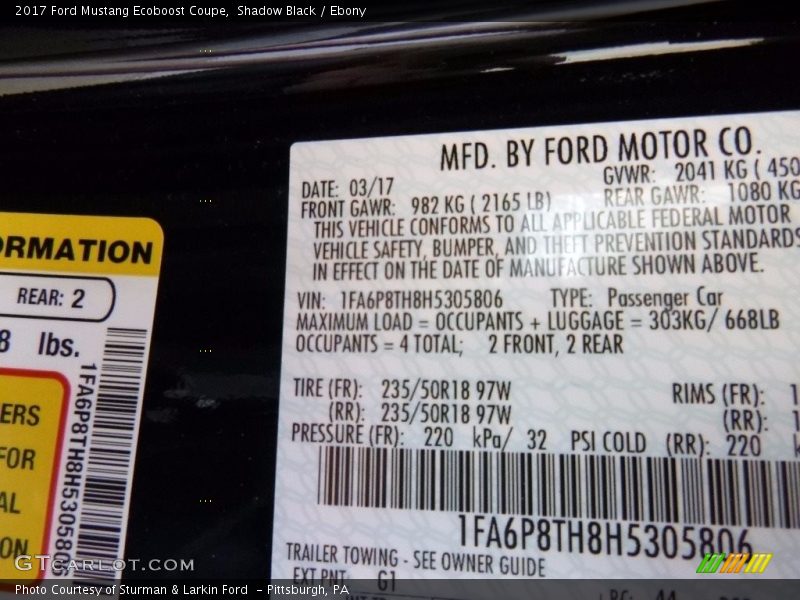 2017 Ford Mustang Ecoboost Coupe, Shadow Black / Ebony
ORMATION
REAR: 2
8 lbs.
1FA6P8TH8H5305806
ERS
FOR
AL
ON
MFD. BY FORD MOTOR CO.
DATE: 03/17
GVWR: 2041 KG ( 450
FRONT GAWR: 982 KG ( 2165 LB)
REAR GAWR: 1080 KG
THIS VEHICLE CONFORMS TO ALL APPLICABLE FEDERAL MOTOR
VEHICLE SAFETY, BUMPER, AND THEFT PREVENTION STANDARDS
IN EFFECT ON THE DATE OF MANUFACTURE SHOWN ABOVE.
VIN: 1FA6P8TH8H5305806 TYPE: Passenger Car
MAXIMUM LOAD = OCCUPANTS + LUGGAGE = 303KG/ 668LB
OCCUPANTS = 4 TOTAL; 2 FRONT, 2 REAR
TIRE (FR): 235/50R18 97W RIMS (FR): 1
(RR): 235/50R18 97W (RR): 1
PRESSURE (FR): 220 kPa/ 32 PSI COLD (RR): 220 k
1FA6P8TH8H5305806
TRAILER TOWING - SEE OWNER GUIDE
EXT PNT: G1
44
GTCARLOT.COM
Photo Courtesy of Sturman & Larkin Ford - Pittsburgh, PA